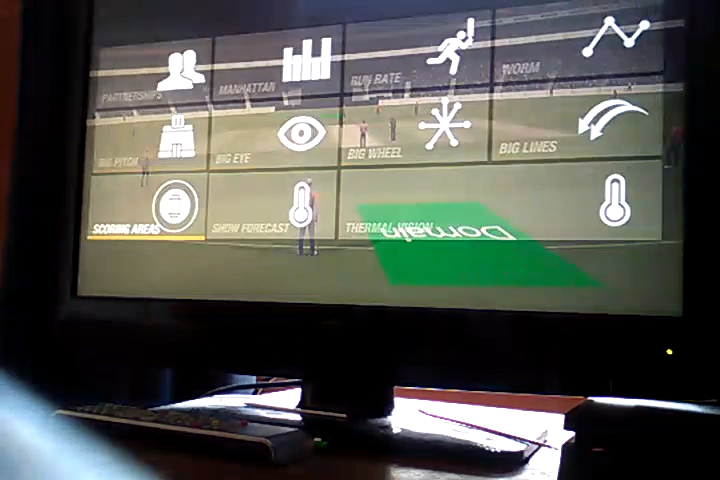 PARTNERSHIPS
MANHATTAN
RUN RATE
WORM
BIG PITCH
BIG EYE
BIG WHEEL
BIG LINES
SCORING AREAS
SHOW FORECAST
THERMAL VISION
Domain